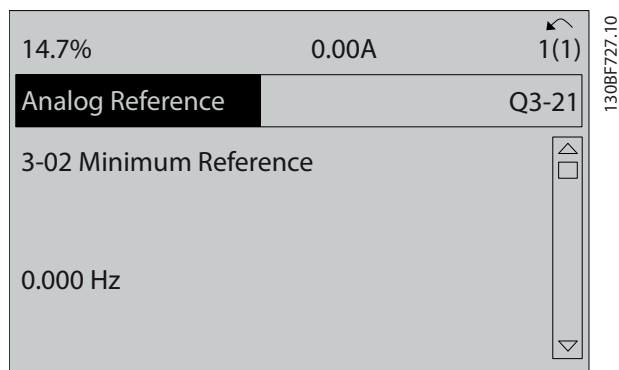 14.7% 0.00A 1(1)
Analog Reference Q3-21
3-02 Minimum Reference
0.000 Hz
130BF727.10